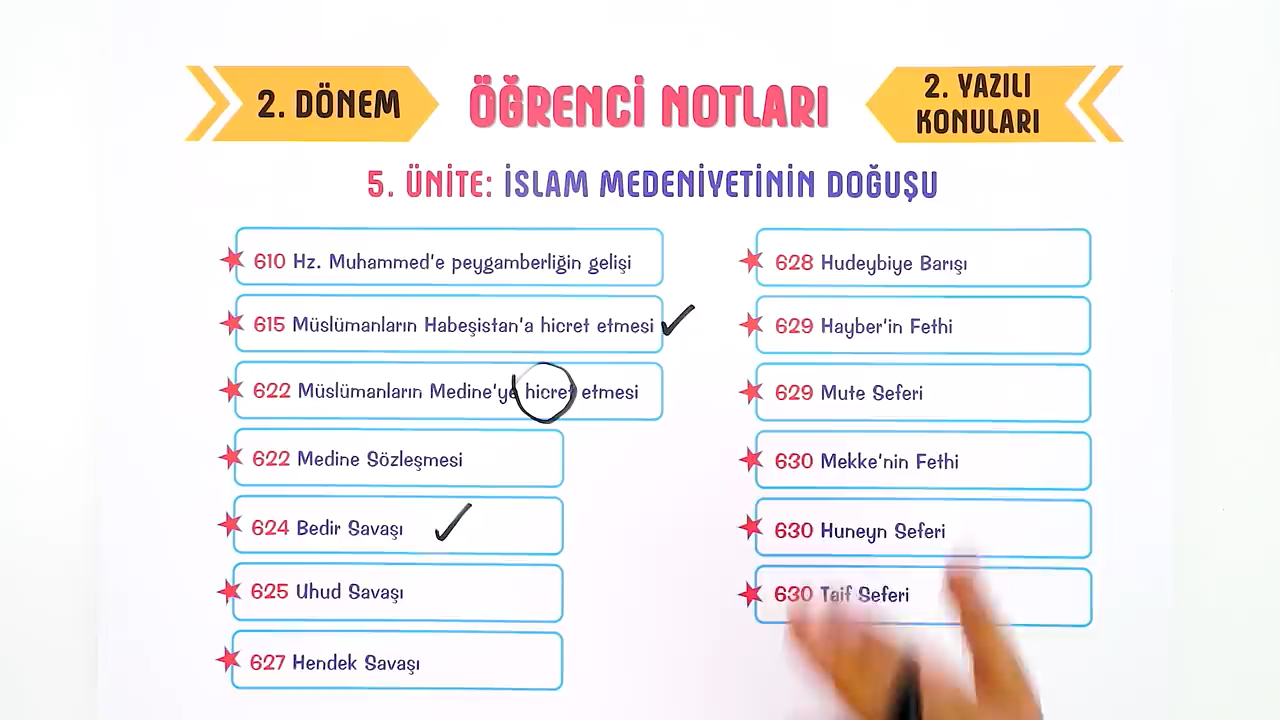 2. DÖNEM
ÖĞRENCİ NOTLARI
2. YAZILI
KONULARI
5. ÜNİTE: İSLAM MEDENİYETİNİN DOĞUŞU
610 Hz. Muhammed'e peygamberliğin gelişi
615 Müslümanların Habeşistan'a hicret etmesi
622 Müslümanların Medine'ye hicret etmesi
622 Medine Sözleşmesi
624 Bedir Savaşı
625 Uhud Savaşı
627 Hendek Savaşı
628 Hudeybiye Barışı
629 Hayber'in Fethi
629 Mute Seferi
630 Mekke'nin Fethi
630 Huneyn Seferi
630 Taif Seferi